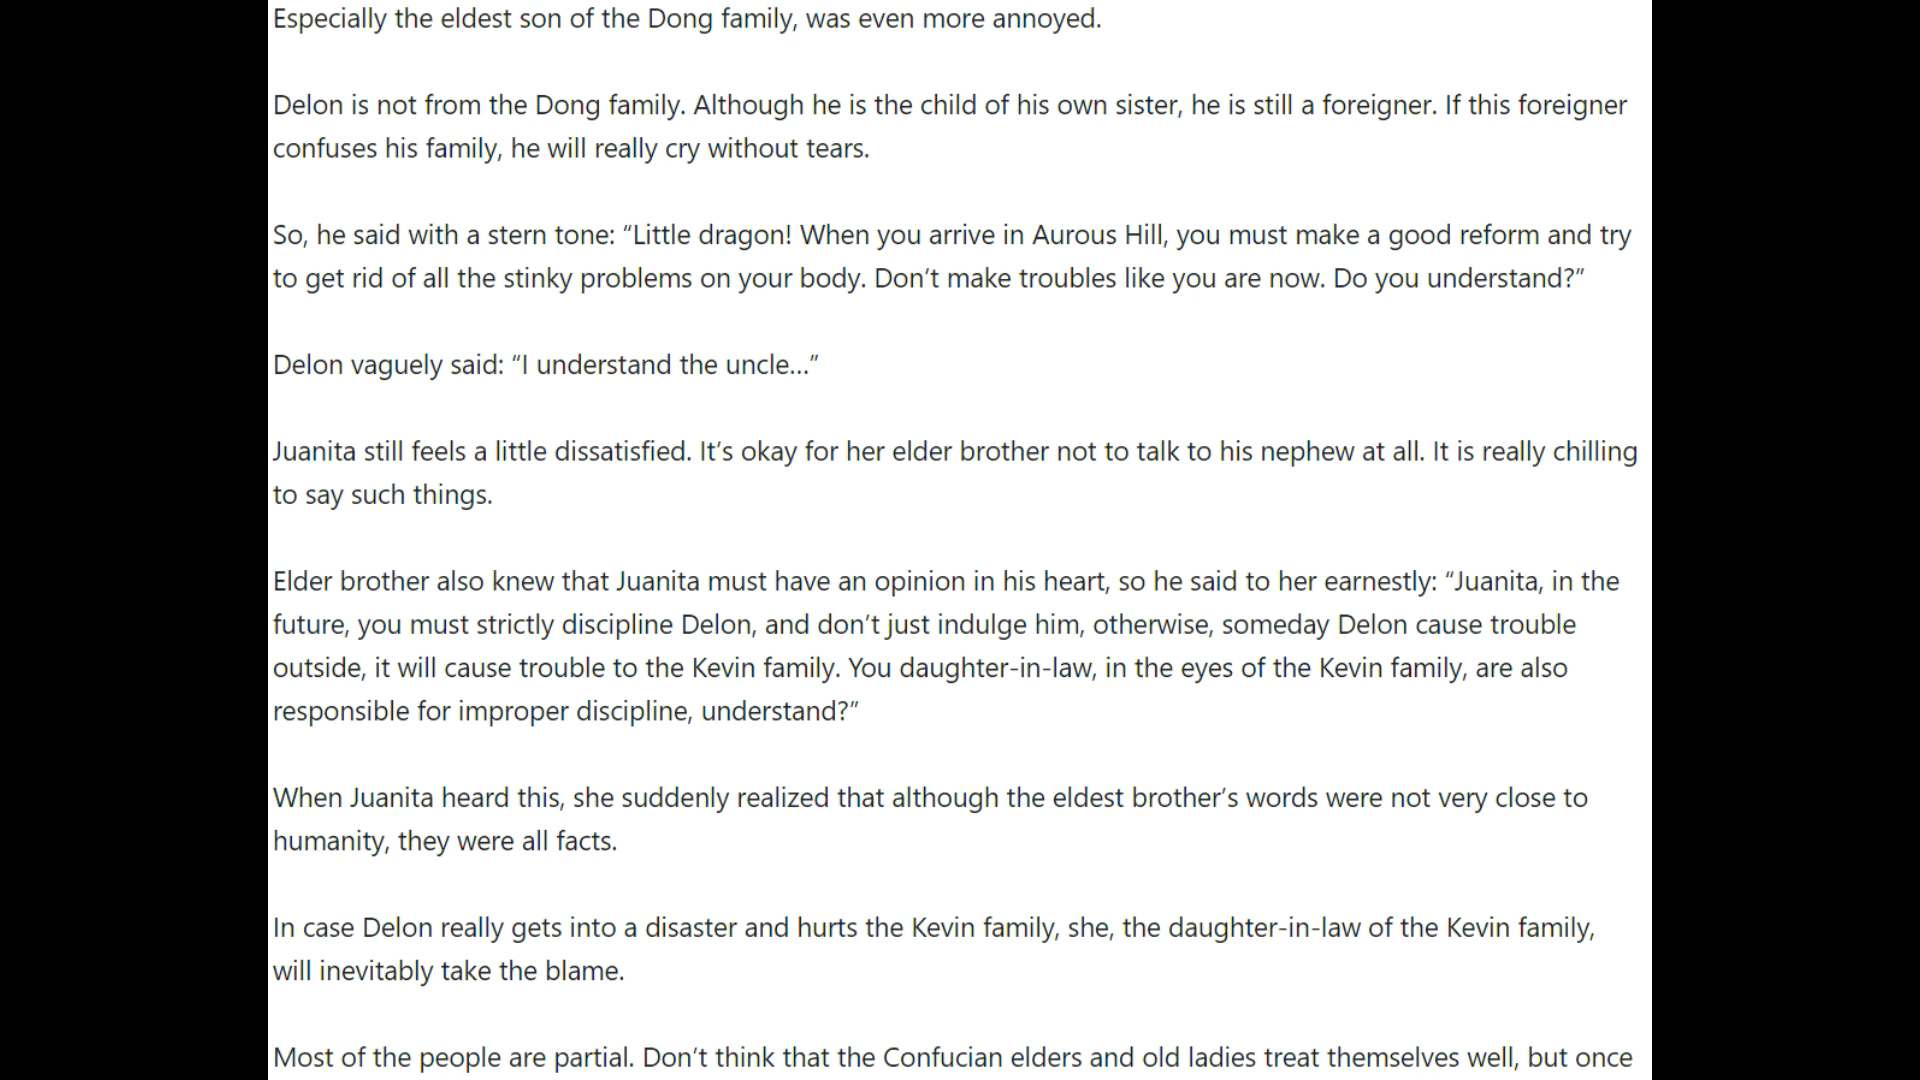 Especially the eldest son of the Dong family, was even more annoyed.
Delon is not from the Dong family. Although he is the child of his own sister, he is still a foreigner. If this foreigner
confuses his family, he will really cry without tears.
So, he said with a stern tone: “Little dragon! When you arrive in Aurous Hill, you must make a good reform and try
to get rid of all the stinky problems on your body. Don’t make troubles like you are now. Do you understand?”
Delon vaguely said: “I understand the uncle…”
Juanita still feels a little dissatisfied. It’s okay for her elder brother not to talk to his nephew at all. It is really chilling
to say such things.
Elder brother also knew that Juanita must have an opinion in his heart, so he said to her earnestly: “Juanita, in the
future, you must strictly discipline Delon, and don’t just indulge him, otherwise, someday Delon cause trouble
outside, it will cause trouble to the Kevin family. You daughter-in-law, in the eyes of the Kevin family, are also
responsible for improper discipline, understand?”
When Juanita heard this, she suddenly realized that although the eldest brother’s words were not very close to
humanity, they were all facts.
In case Delon really gets into a disaster and hurts the Kevin family, she, the daughter-in-law of the Kevin family,
will inevitably take the blame.
Most of the people are partial. Don’t think that the Confucian elders and old ladies treat themselves well, but once